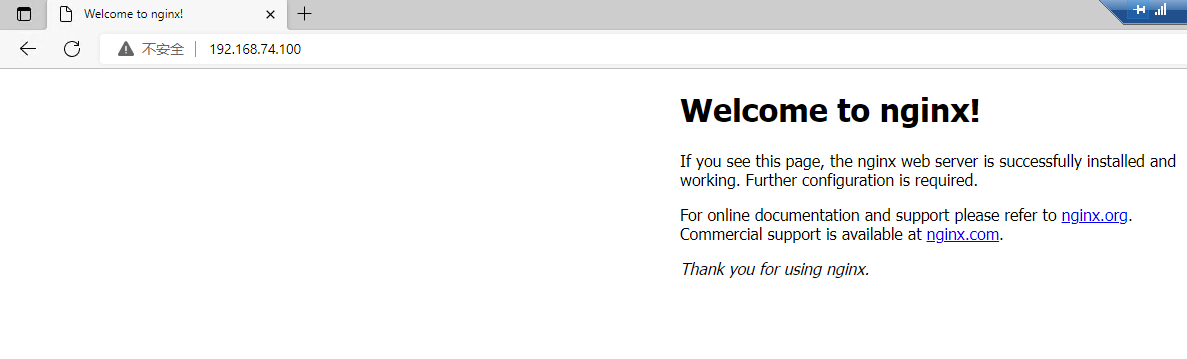 Welcome to nginx!
不安全 192.168.74.100
Welcome to nginx!
If you see this page, the nginx web server is successfully installed and
working. Further configuration is required.
For online documentation and support please refer to nginx.org.
Commercial support is available at nginx.com.
Thank you for using nginx.